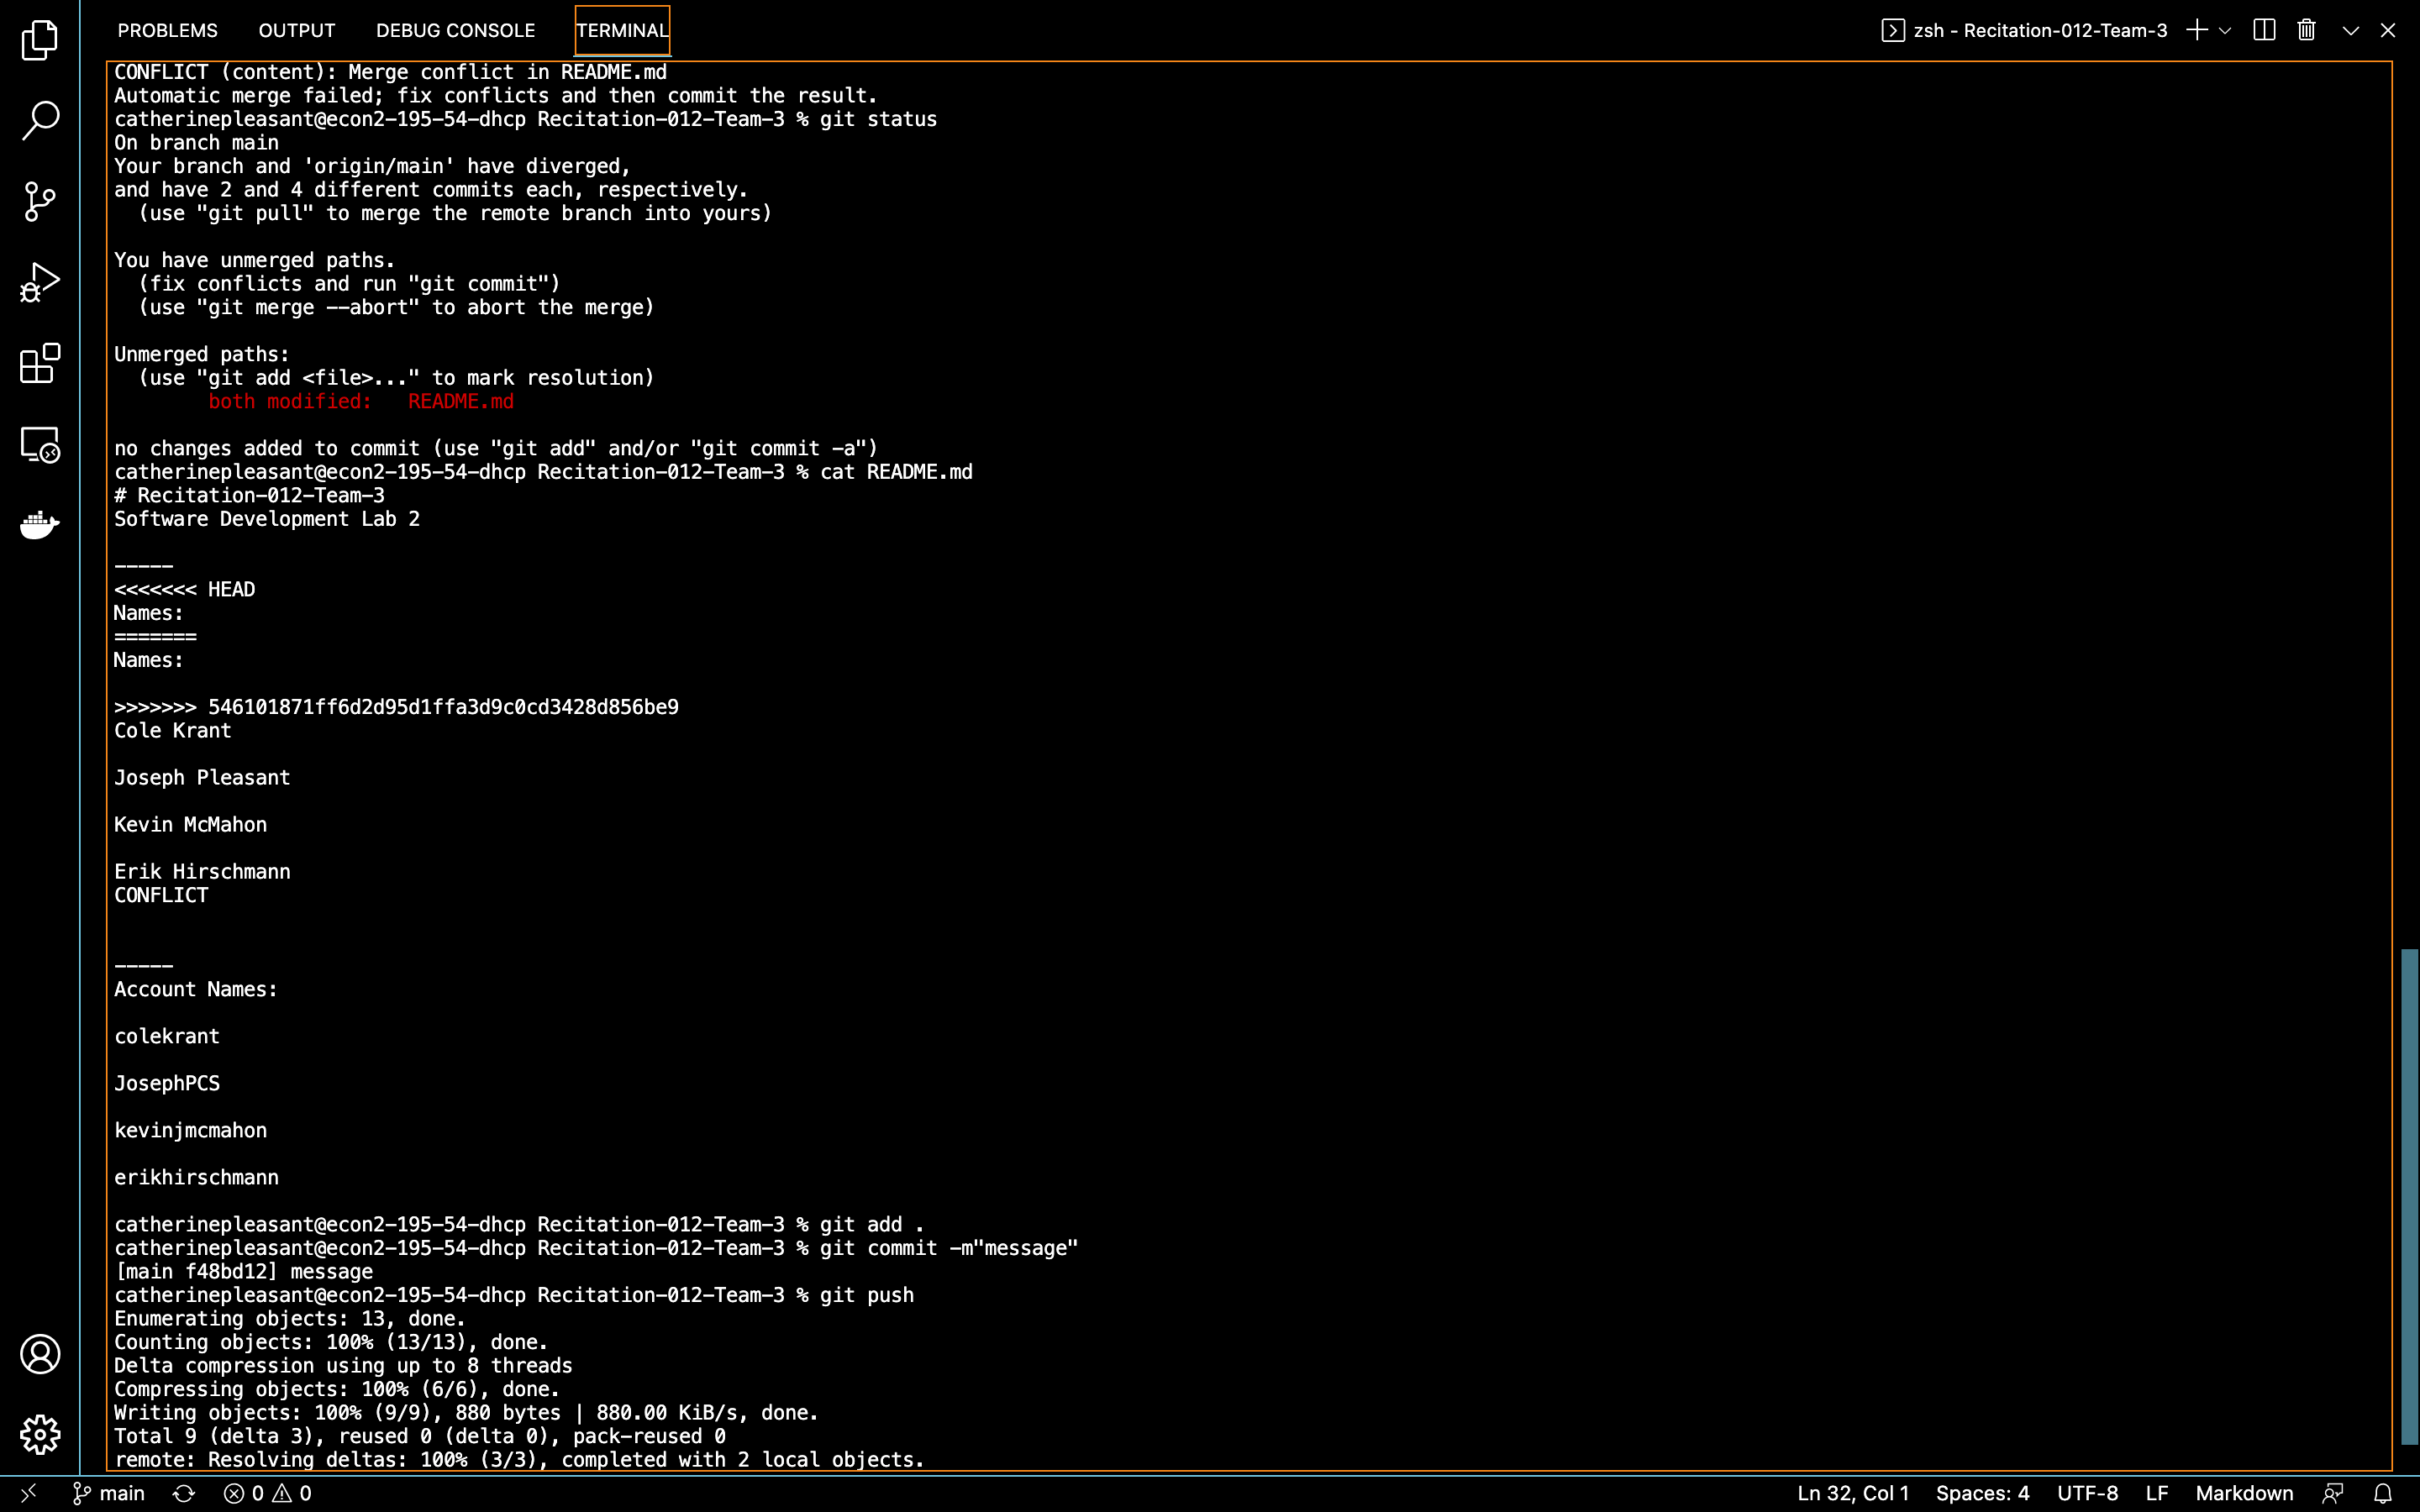 PROBLEMS OUTPUT DEBUG CONSOLE TERMINAL zsh - Recitation-012-Team-3
CONFLICT (content): Merge conflict in README.md
Automatic merge failed; fix conflicts and then commit the result.
catherinepleasant@econ2-195-54-dhcp Recitation-012-Team-3 % git status
On branch main
Your branch and 'origin/main' have diverged,
and have 2 and 4 different commits each, respectively.
  (use "git pull" to merge the remote branch into yours)

You have unmerged paths.
  (fix conflicts and run "git commit")
  (use "git merge --abort" to abort the merge)

Unmerged paths:
  (use "git add <file>..." to mark resolution)
        both modified:   README.md

no changes added to commit (use "git add" and/or "git commit -a")
catherinepleasant@econ2-195-54-dhcp Recitation-012-Team-3 % cat README.md
# Recitation-012-Team-3
Software Development Lab 2

-----
<<<<<<< HEAD
Names:
=======
Names:

>>>>>>> 546101871ff6d2d95d1ffa3d9c0cd3428d856be9
Cole Krant

Joseph Pleasant

Kevin McMahon

Erik Hirschmann
CONFLICT


-----
Account Names:

colekrant

JosephPCS

kevinjmcmahon

erikhirschmann

catherinepleasant@econ2-195-54-dhcp Recitation-012-Team-3 % git add .
catherinepleasant@econ2-195-54-dhcp Recitation-012-Team-3 % git commit -m"message"
[main f48bd12] message
catherinepleasant@econ2-195-54-dhcp Recitation-012-Team-3 % git push
Enumerating objects: 13, done.
Counting objects: 100% (13/13), done.
Delta compression using up to 8 threads
Compressing objects: 100% (6/6), done.
Writing objects: 100% (9/9), 880 bytes | 880.00 KiB/s, done.
Total 9 (delta 3), reused 0 (delta 0), pack-reused 0
remote: Resolving deltas: 100% (3/3), completed with 2 local objects.
main 0 0 Ln 32, Col 1 Spaces: 4 UTF-8 LF Markdown